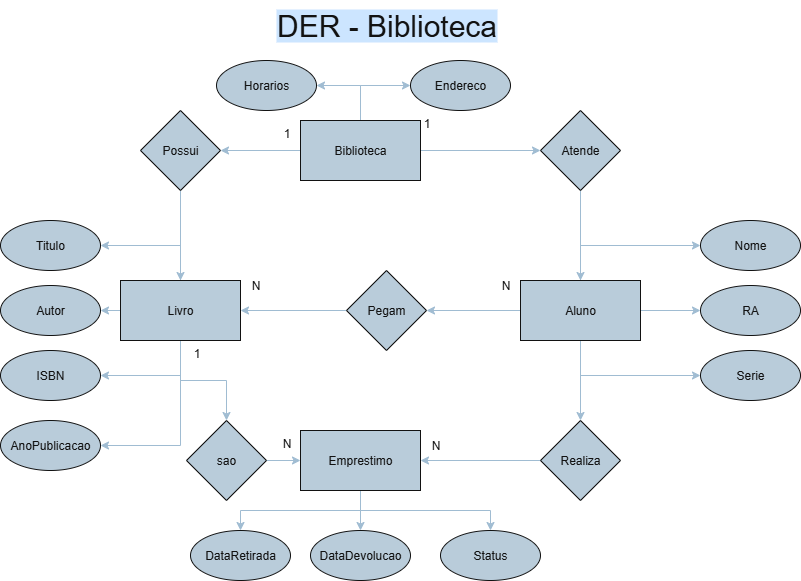 DER - Biblioteca
Horarios
Endereco
1
1
Possui
Biblioteca
Atende
Titulo
Nome
N
N
Autor
Livro
Pegam
Aluno
RA
1
ISBN
Serie
AnoPublicacao
N
N
sao
Emprestimo
Realiza
DataRetirada
DataDevolucao
Status